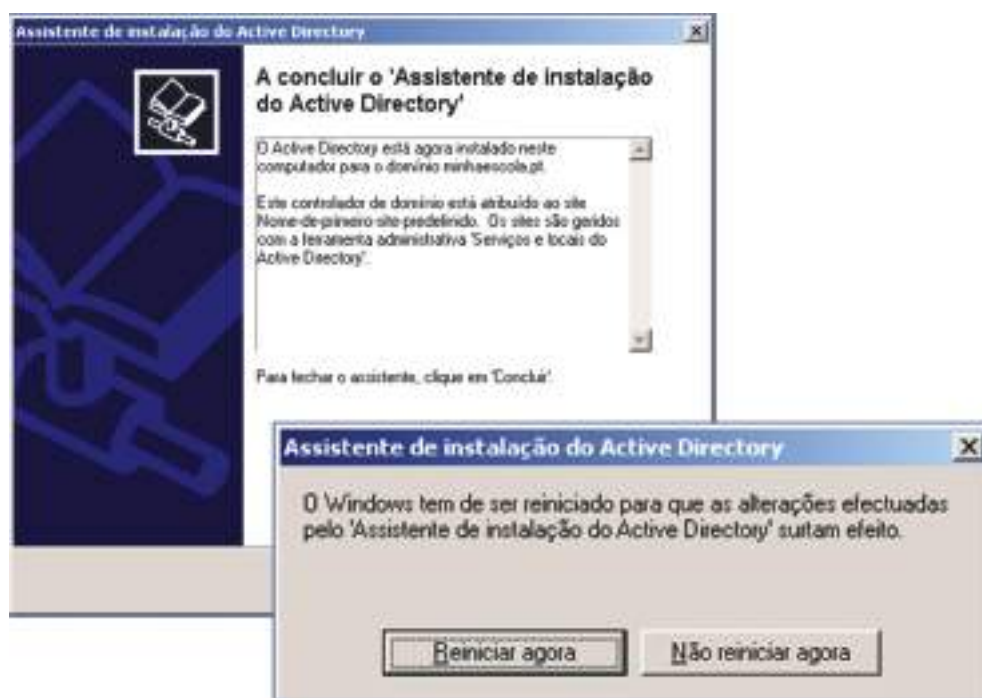 Assistente de instalação do Active Directory
A concluir o 'Assistente de instalação
do Active Directory'
O Active Directory está agora instalado neste
computador para o domínio minhaescola.pt.
Este controlador de domínio está atribuído ao site
Nome-de-primeiro-site-predefinido. Os sites são geridos
com a ferramenta administrativa 'Serviços e locais do
Active Directory'.
Para fechar o assistente, clique em 'Concluir'.
Assistente de instalação do Active Directory
O Windows tem de ser reiniciado para que as alterações efectuadas
pelo 'Assistente de instalação do Active Directory' surtam efeito.
Reiniciar agora
Não reiniciar agora